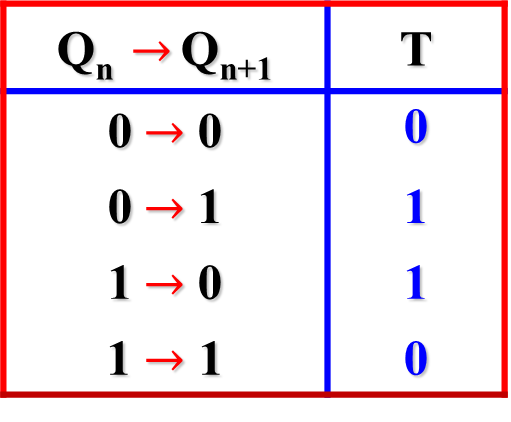 Qn → Qn+1 T
0 → 0 0
0 → 1 1
1 → 0 1
1 → 1 0